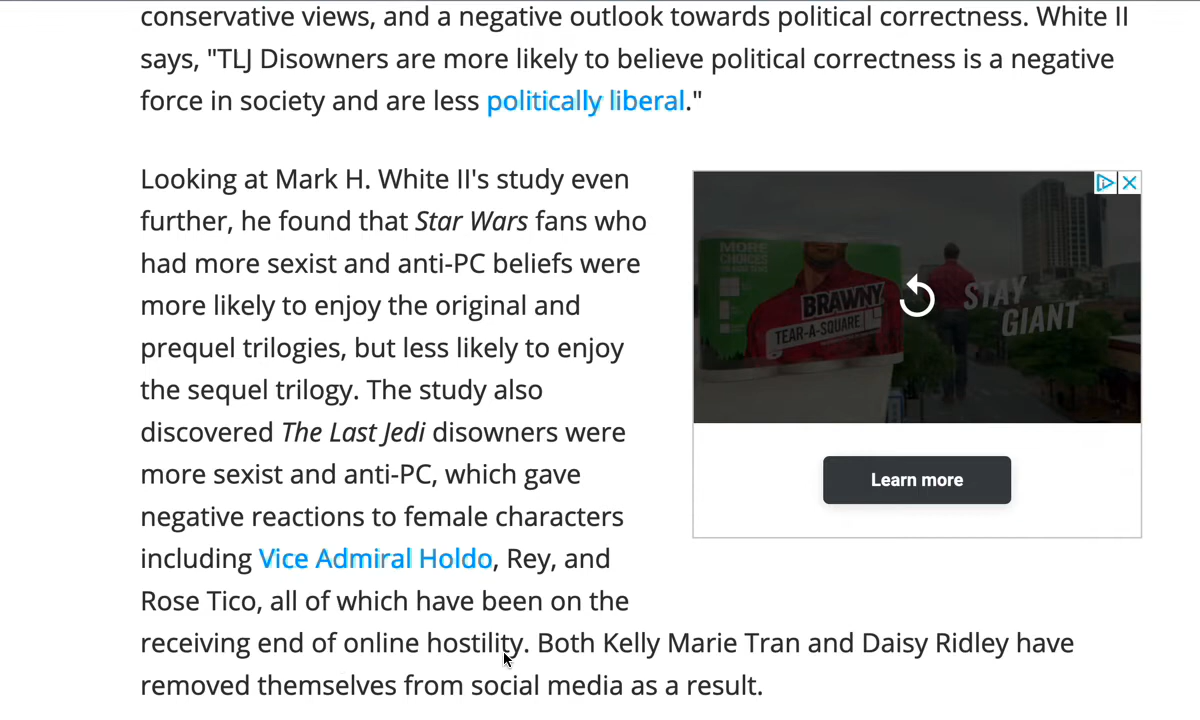 conservative views, and a negative outlook towards political correctness. White II
says, "TLJ Disowners are more likely to believe political correctness is a negative
force in society and are less politically liberal."
Looking at Mark H. White II's study even
further, he found that Star Wars fans who
had more sexist and anti-PC beliefs were
more likely to enjoy the original and
prequel trilogies, but less likely to enjoy
the sequel trilogy. The study also
discovered The Last Jedi disowners were
more sexist and anti-PC, which gave
negative reactions to female characters
including Vice Admiral Holdo, Rey, and
Rose Tico, all of which have been on the
receiving end of online hostility. Both Kelly Marie Tran and Daisy Ridley have
removed themselves from social media as a result.
MORE
CHOICES
BRAWNY
TEAR-A-SQUARE
STAY
GIANT
Learn more